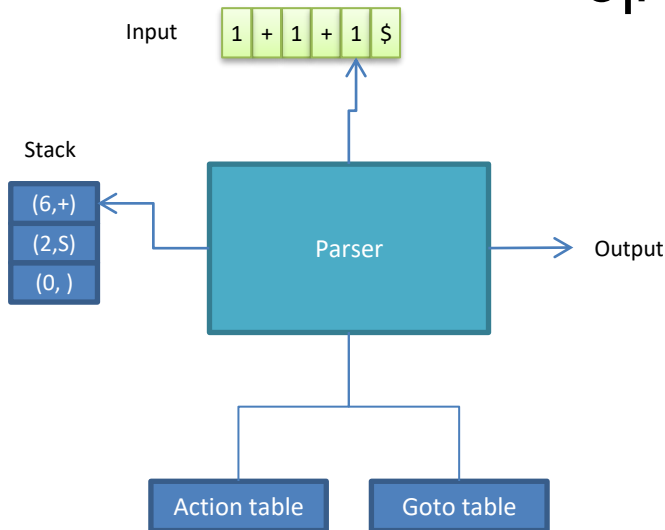 Input
1 + 1 + 1 $
Stack
(6,+)
(2,S)
(0, )
Parser
Output
Action table
Goto table